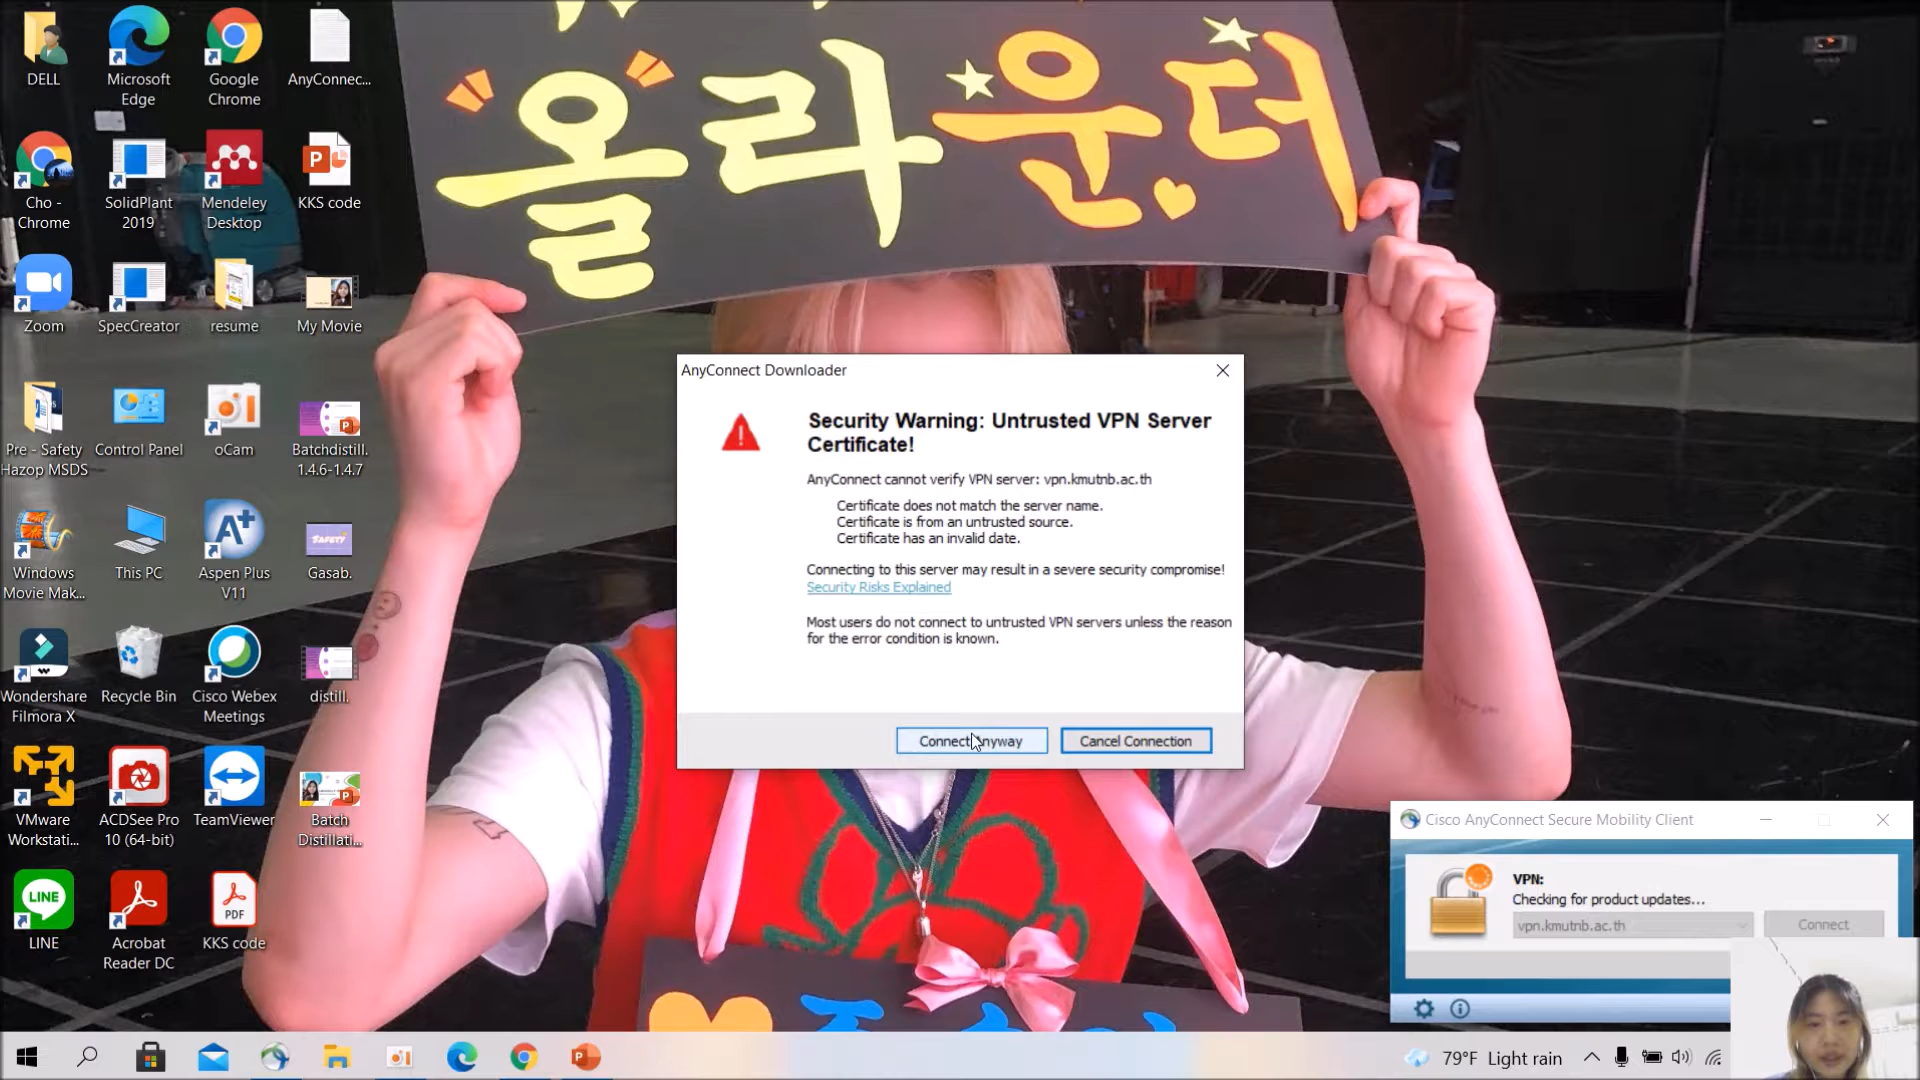 올라운더
DELL
Microsoft
Edge
Google
Chrome
AnyConnec...
Cho -
Chrome
SolidPlant
2019
Mendeley
Desktop
KKS code
Zoom
SpecCreator
resume
My Movie
Pre - Safety
Hazop MSDS
Control Panel
oCam
Batchdistill.
1.4.6-1.4.7
Windows
Movie Mak...
This PC
Aspen Plus
V11
SAFETY
Gasab.
Wondershare
Filmora X
Recycle Bin
Cisco Webex
Meetings
distill.
VMware
Workstati...
ACDSee Pro
10 (64-bit)
TeamViewer
Batch
Distillati...
LINE
LINE
Acrobat
Reader DC
PDF
KKS code
AnyConnect Downloader
Security Warning: Untrusted VPN Server
Certificate!
AnyConnect cannot verify VPN server: vpn.kmutnb.ac.th
Certificate does not match the server name.
Certificate is from an untrusted source.
Certificate has an invalid date.
Connecting to this server may result in a severe security compromise!
Security Risks Explained
Most users do not connect to untrusted VPN servers unless the reason
for the error condition is known.
Connect Anyway
Cancel Connection
Cisco AnyConnect Secure Mobility Client
VPN:
Checking for product updates...
vpn.kmutnb.ac.th
Connect
79°F Light rain